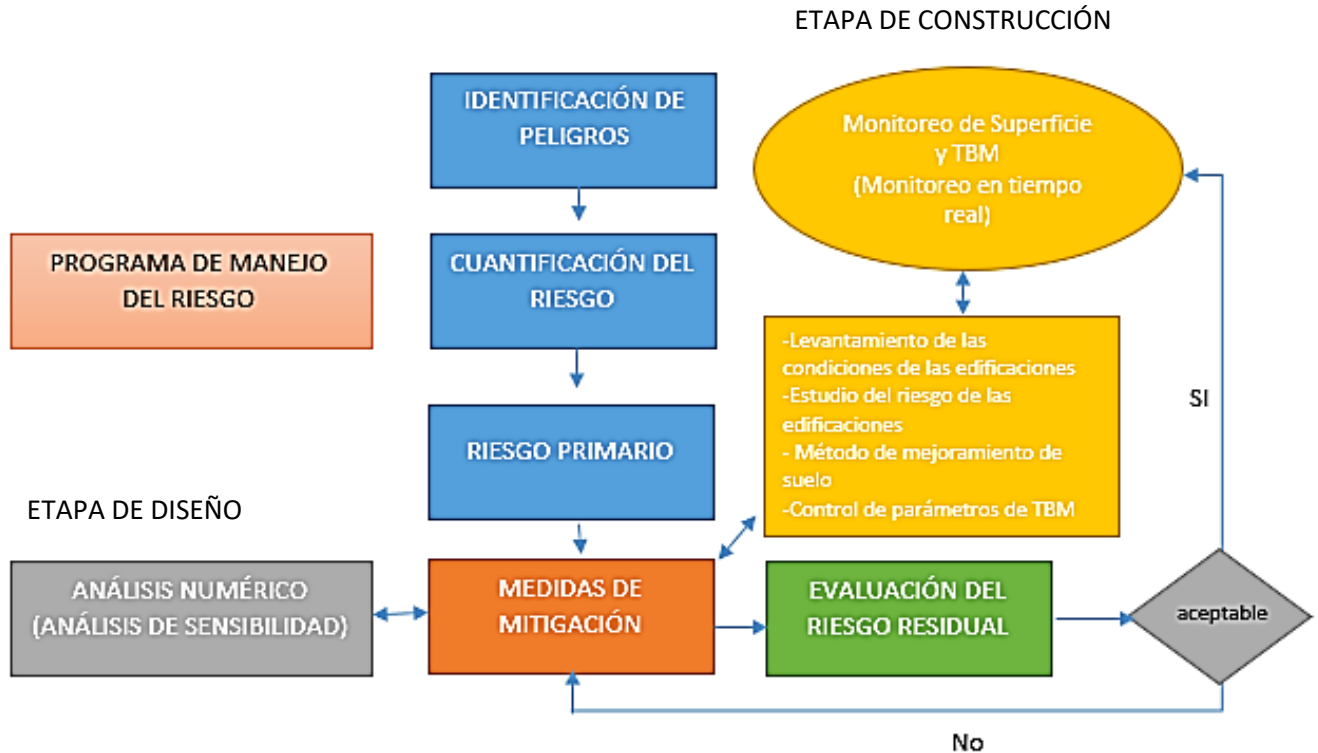 ETAPA DE CONSTRUCCIÓN
IDENTIFICACIÓN DE
PELIGROS
Monitoreo de Superficie
y TBM
(Monitoreo en tiempo
real)
PROGRAMA DE MANEJO
DEL RIESGO
CUANTIFICACIÓN DEL
RIESGO
-Levantamiento de las
condiciones de las edificaciones
-Estudio del riesgo de las
edificaciones
- Método de mejoramiento de
suelo
-Control de parámetros de TBM
SI
RIESGO PRIMARIO
ETAPA DE DISEÑO
ANÁLISIS NUMÉRICO
(ANÁLISIS DE SENSIBILIDAD)
MEDIDAS DE
MITIGACIÓN
EVALUACIÓN DEL
RIESGO RESIDUAL
aceptable
No